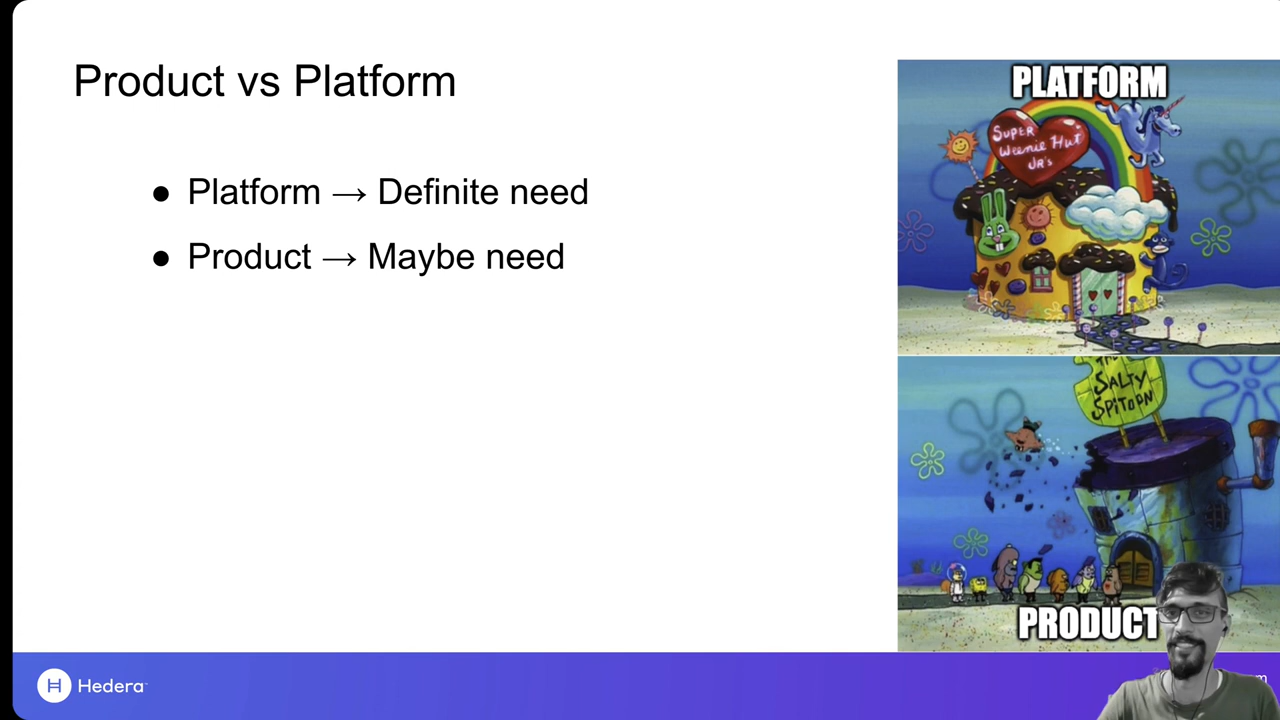 Product vs Platform
● Platform → Definite need
● Product → Maybe need
PLATFORM
SUPER
Weenie Hut
JR's
SALTY
SPITOON
PRODUCT
Hedera